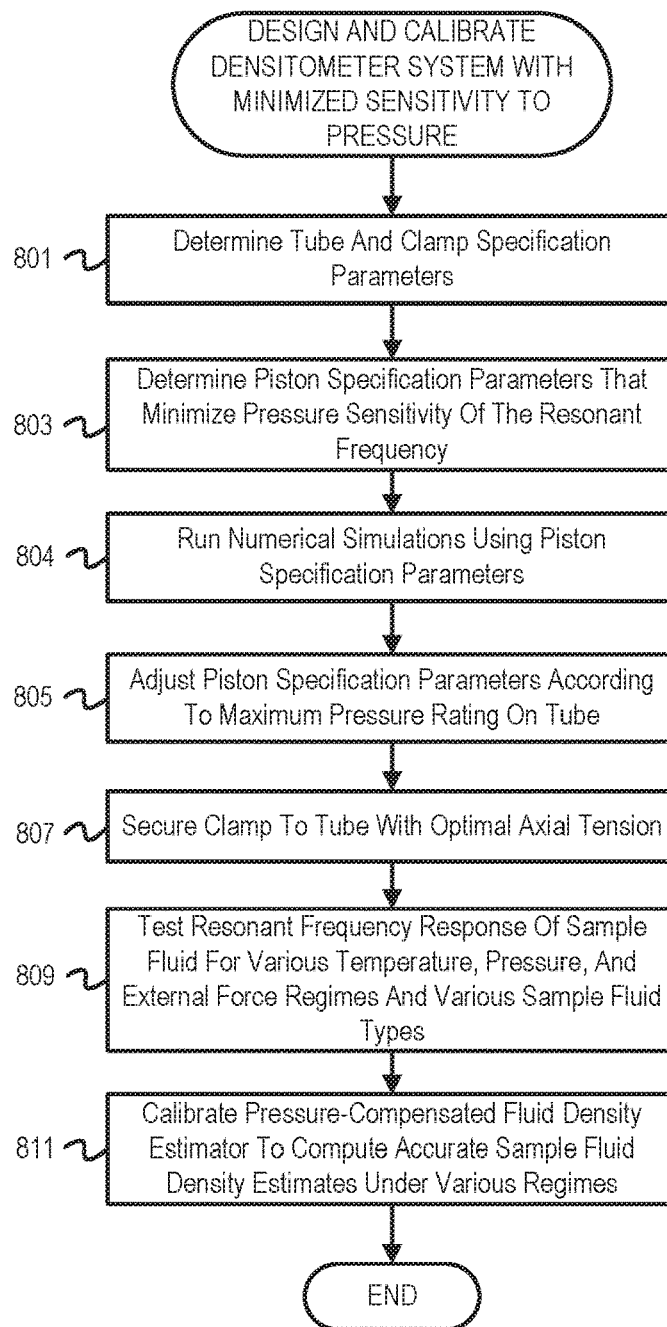 DESIGN AND CALIBRATE
DENSITOMETER SYSTEM WITH
MINIMIZED SENSITIVITY TO
PRESSURE
801
Determine Tube And Clamp Specification
Parameters
803
Determine Piston Specification Parameters That
Minimize Pressure Sensitivity Of The Resonant
Frequency
804
Run Numerical Simulations Using Piston
Specification Parameters
805
Adjust Piston Specification Parameters According
To Maximum Pressure Rating On Tube
807
Secure Clamp To Tube With Optimal Axial Tension
809
Test Resonant Frequency Response Of Sample
Fluid For Various Temperature, Pressure, And
External Force Regimes And Various Sample Fluid
Types
811
Calibrate Pressure-Compensated Fluid Density
Estimator To Compute Accurate Sample Fluid
Density Estimates Under Various Regimes
END